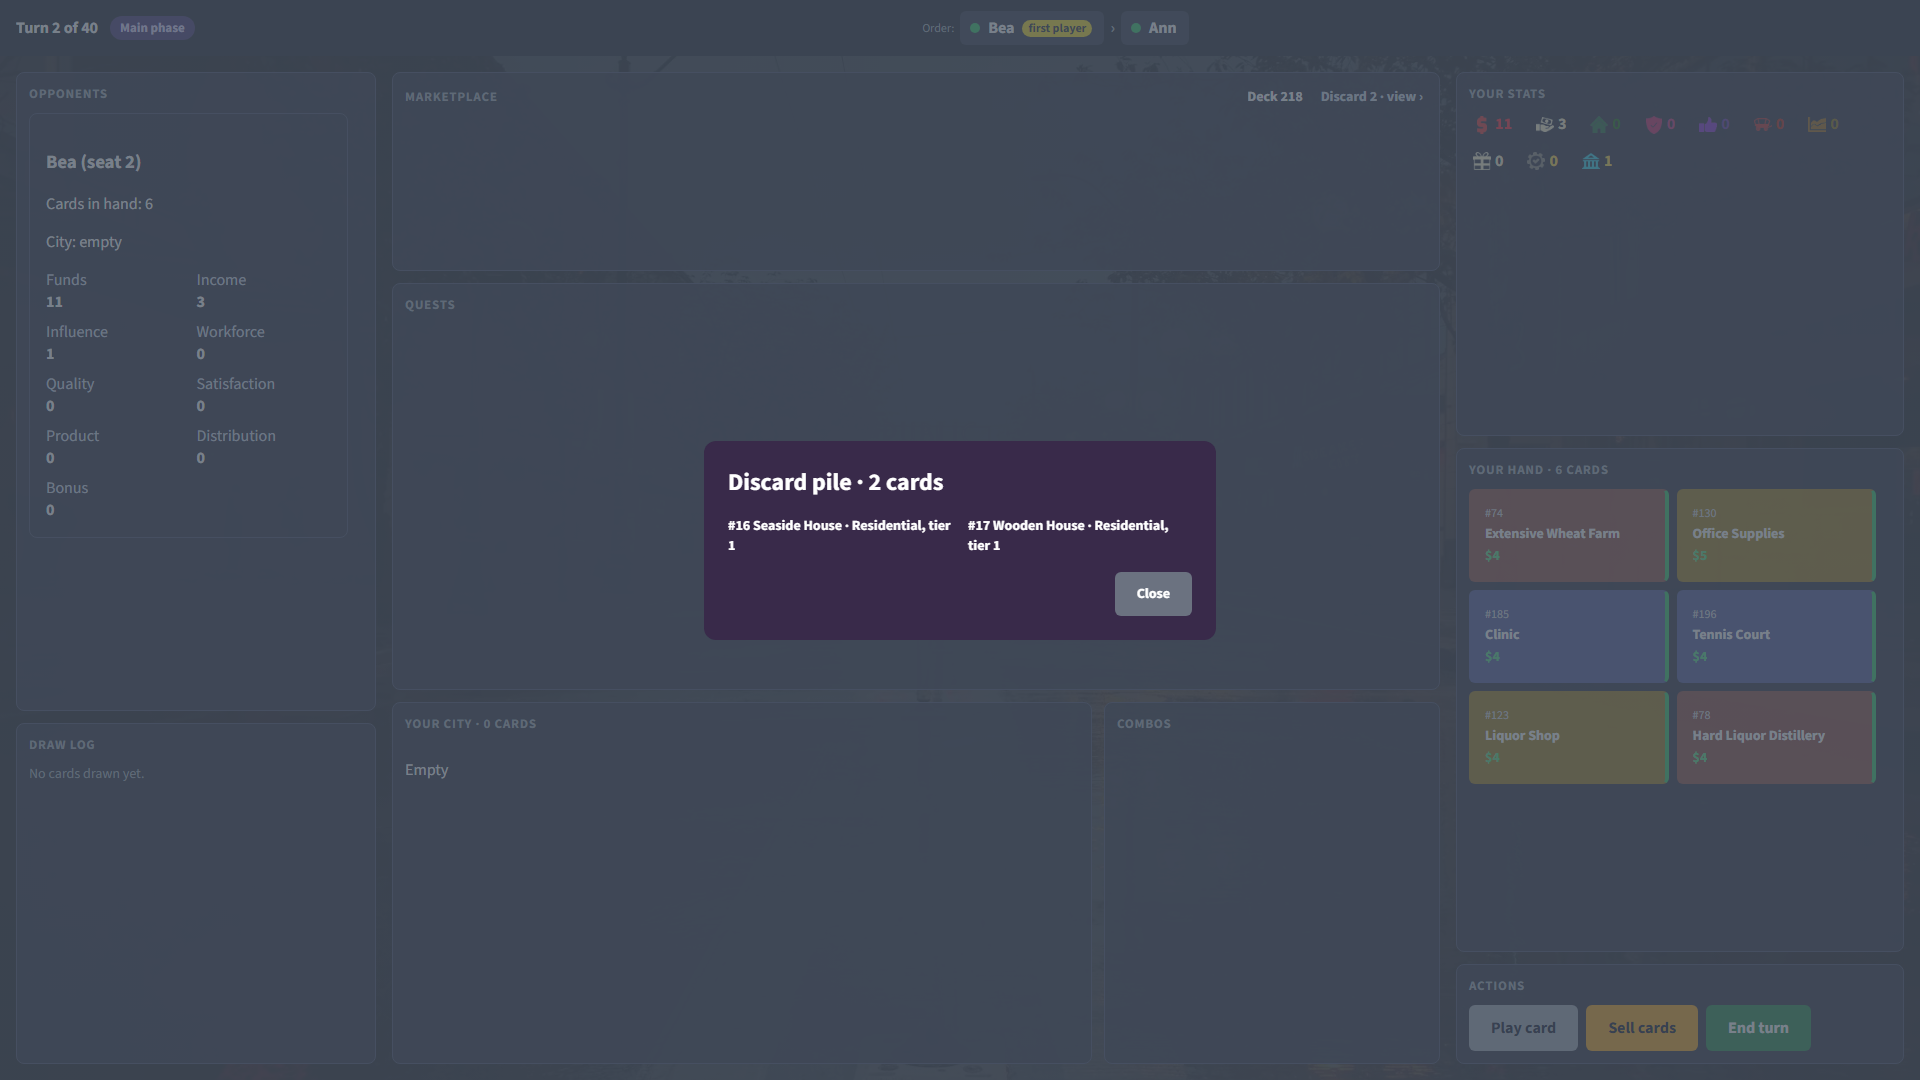 Turn 2 of 40
Main phase
Order:
Bea
first player
›
Ann
OPPONENTS
Bea (seat 2)
Cards in hand: 6
City: empty
Funds
Income
11
3
Influence
Workforce
1
0
Quality
Satisfaction
0
0
Product
Distribution
0
0
Bonus
0
DRAW LOG
No cards drawn yet.
MARKETPLACE
Deck 218
Discard 2 · view ›
QUESTS
Discard pile · 2 cards
#16 Seaside House · Residential, tier
1
#17 Wooden House · Residential,
tier 1
Close
YOUR CITY · 0 CARDS
Empty
COMBOS
YOUR STATS
11
3
0
0
0
0
0
0
0
1
YOUR HAND · 6 CARDS
#74
Extensive Wheat Farm
$4
#130
Office Supplies
$5
#185
Clinic
$4
#196
Tennis Court
$4
#123
Liquor Shop
$4
#78
Hard Liquor Distillery
$4
ACTIONS
Play card
Sell cards
End turn